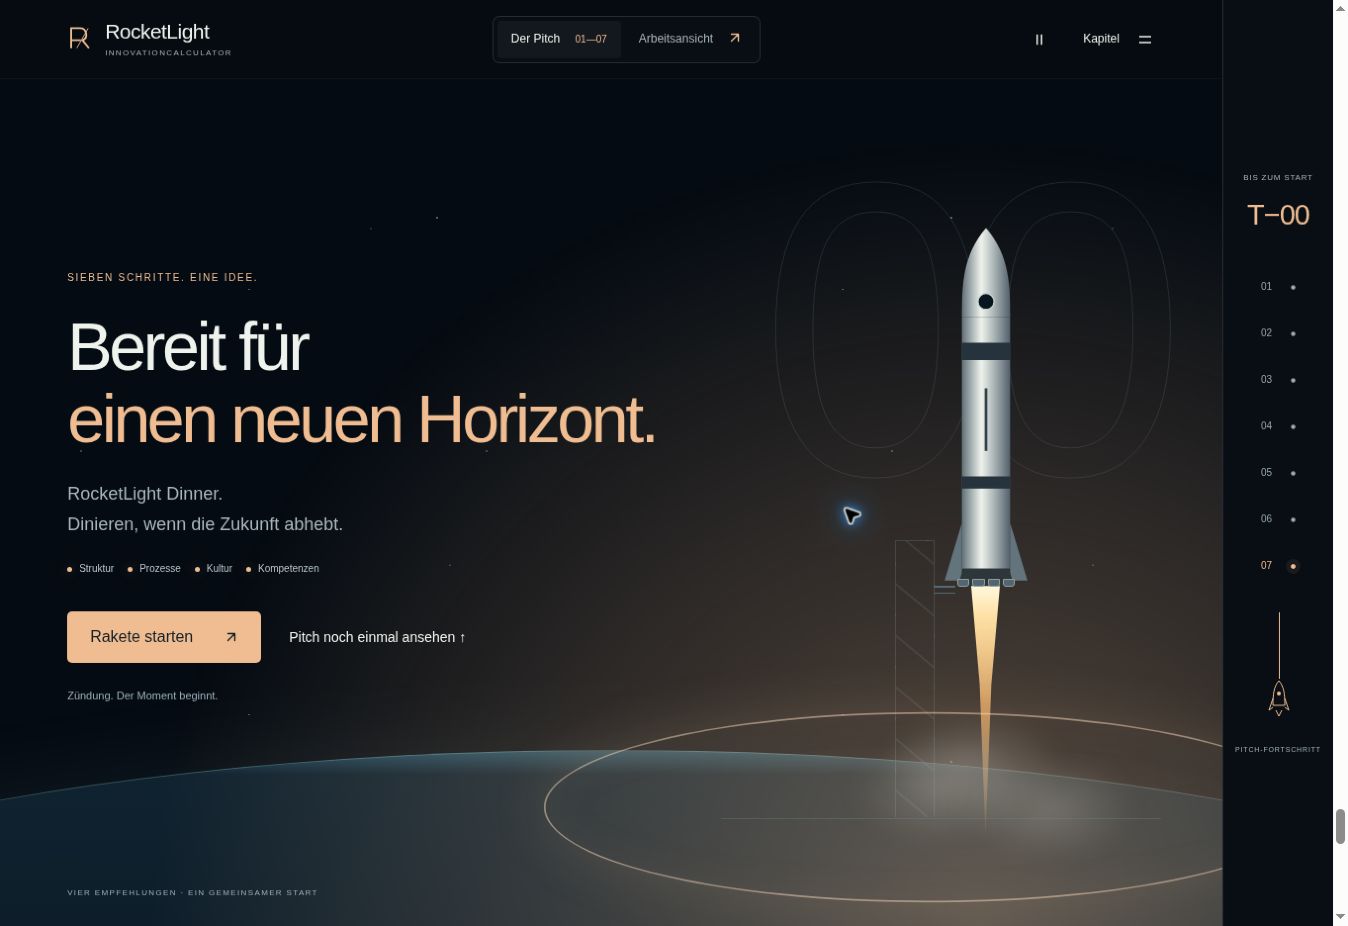 RocketLight
INNOVATIONCALCULATOR
Der Pitch 01—07
Arbeitsansicht
Kapitel
SIEBEN SCHRITTE. EINE IDEE.
Bereit für
einen neuen Horizont.
RocketLight Dinner.
Dinieren, wenn die Zukunft abhebt.
Struktur
Prozesse
Kultur
Kompetenzen
Rakete starten
Pitch noch einmal ansehen ↑
Zündung. Der Moment beginnt.
VIER EMPFEHLUNGEN · EIN GEMEINSAMER START
00
BIS ZUM START
T−00
01
02
03
04
05
06
07
PITCH-FORTSCHRITT